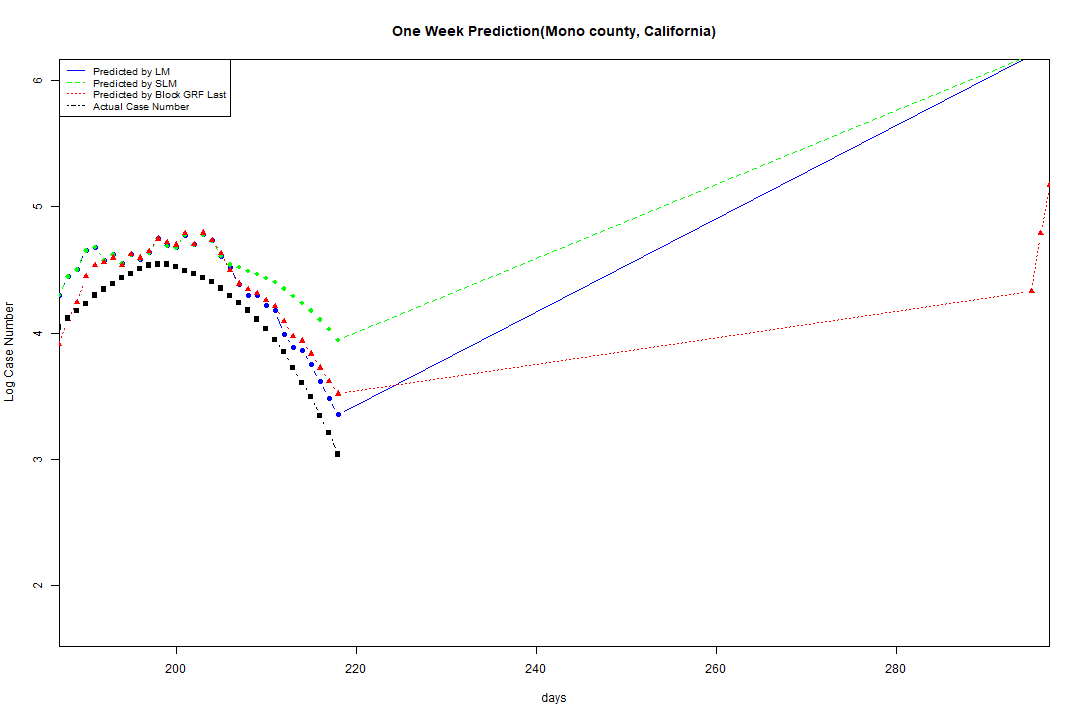 One Week Prediction(Mono county, California)
Predicted by LM
Predicted by SLM
Predicted by Block GRF Last
Actual Case Number
6
5
4
3
2
Log Case Number
200
220
240
260
280
days